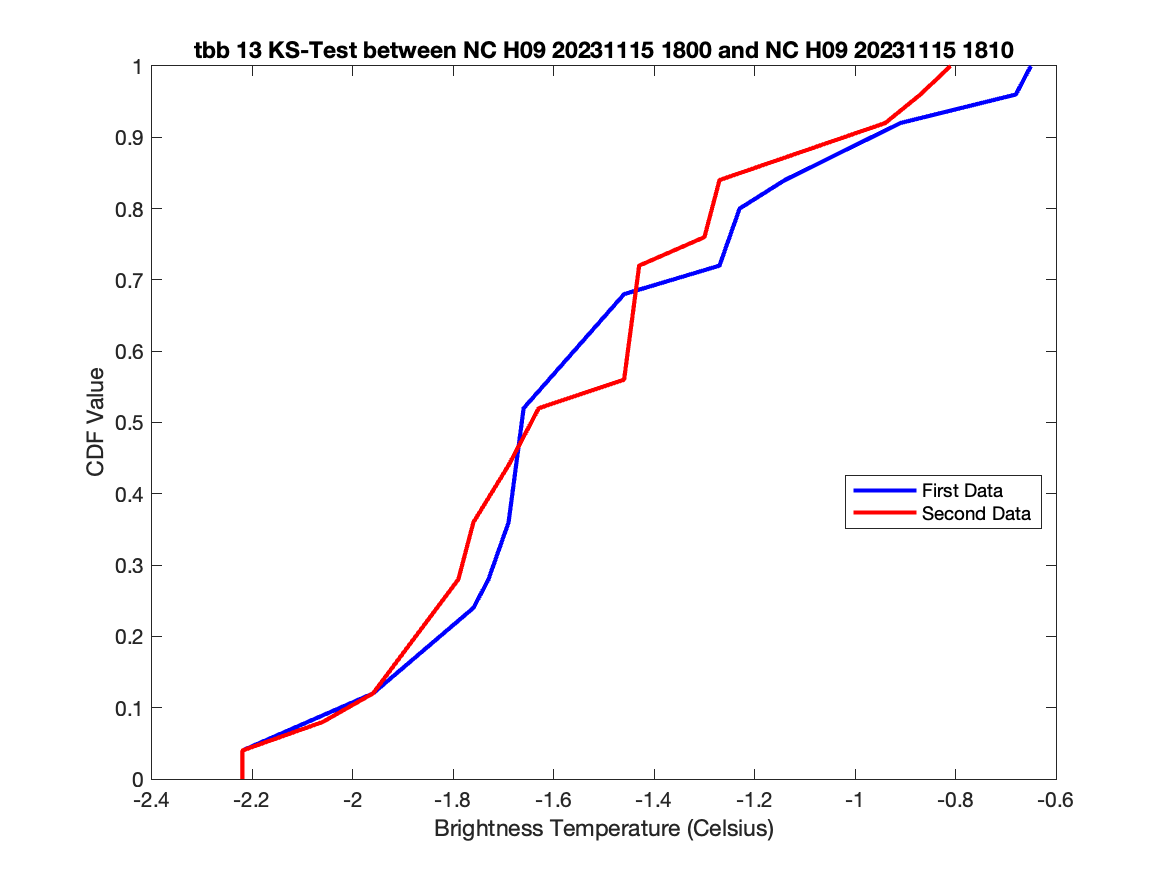 tbb 13 KS-Test between NC H09 20231115 1800 and NC H09 20231115 1810
1
0.9
0.8
0.7
0.6
0.5
0.4
0.3
0.2
0.1
0
CDF Value
First Data
Second Data
-2.4 -2.2 -2 -1.8 -1.6 -1.4 -1.2 -1 -0.8 -0.6
Brightness Temperature (Celsius)